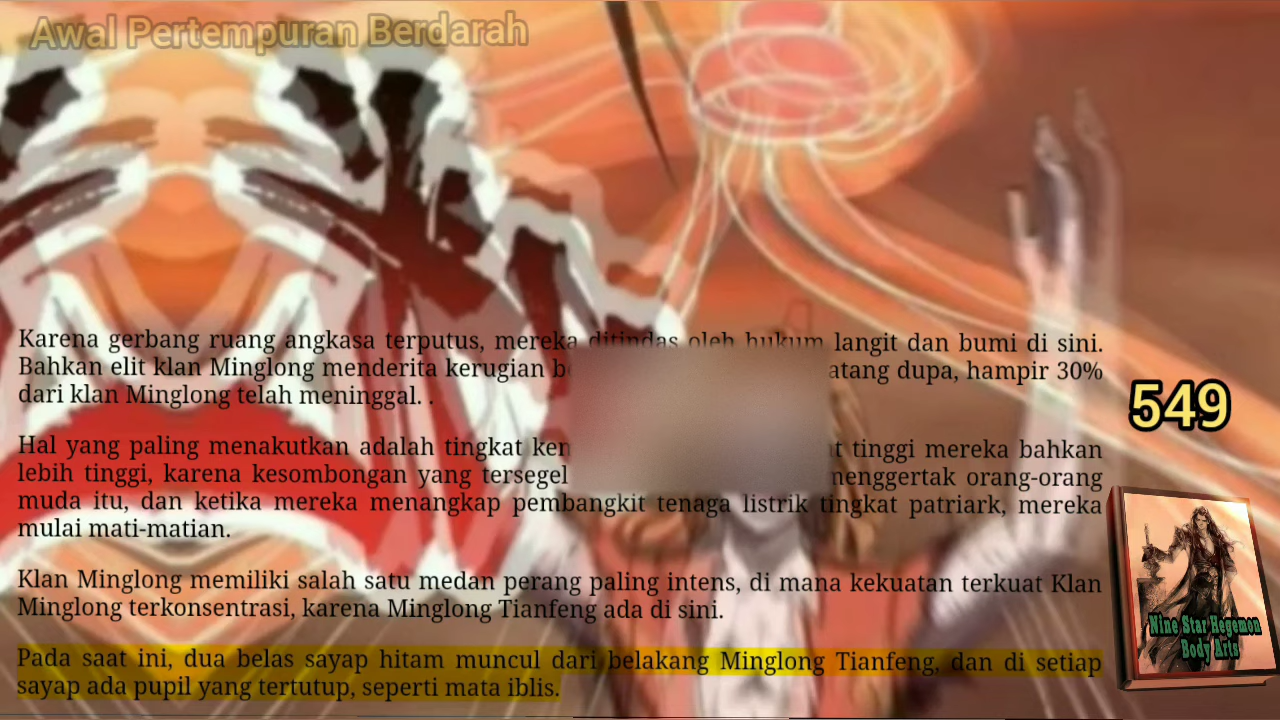 Awal Pertempuran Berdarah
Karena gerbang ruang angkasa terputus, mereka ditindas oleh hukum langit dan bumi di sini.
Bahkan elit klan Minglong menderita kerugian atang dupa, hampir 30%
dari klan Minglong telah meninggal. .
Hal yang paling menakutkan adalah tingkat tinggi mereka bahkan
lebih tinggi, karena kesombongan yang tersegel menggertak orang-orang
muda itu, dan ketika mereka menangkap pembangkit tenaga listrik tingkat patriark, mereka
mulai mati-matian.
Klan Minglong memiliki salah satu medan perang paling intens, di mana kekuatan terkuat Klan
Minglong terkonsentrasi, karena Minglong Tianfeng ada di sini.
Pada saat ini, dua belas sayap hitam muncul dari belakang Minglong Tianfeng, dan di setiap
sayap ada pupil yang tertutup, seperti mata iblis.
549
Nine Star Hegemon
Body Arts